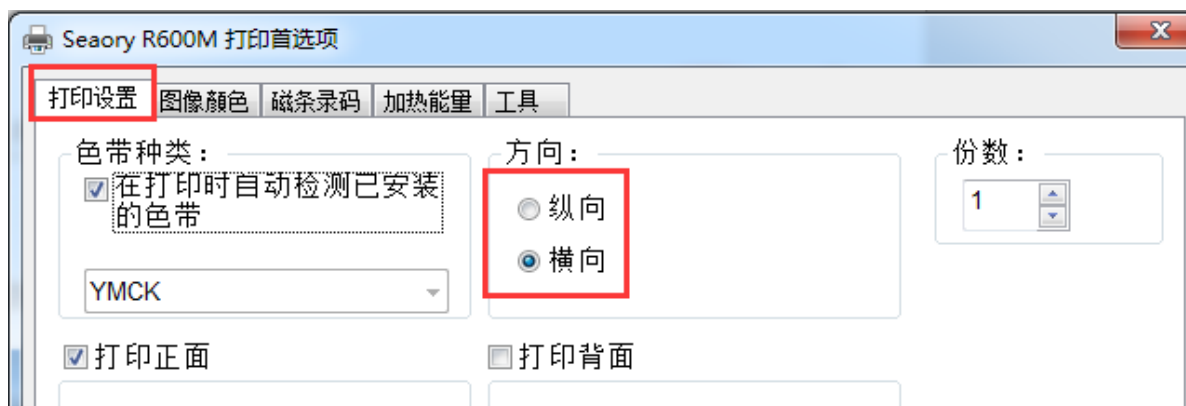 Seaory R600M 打印首选项
打印设置 图像顏色 磁条录码 加热能量 工具
色带种类： 方向： 份数：
在打印时自动检测已安装
的色带
纵向
1
横向
YMCK
打印正面 打印背面